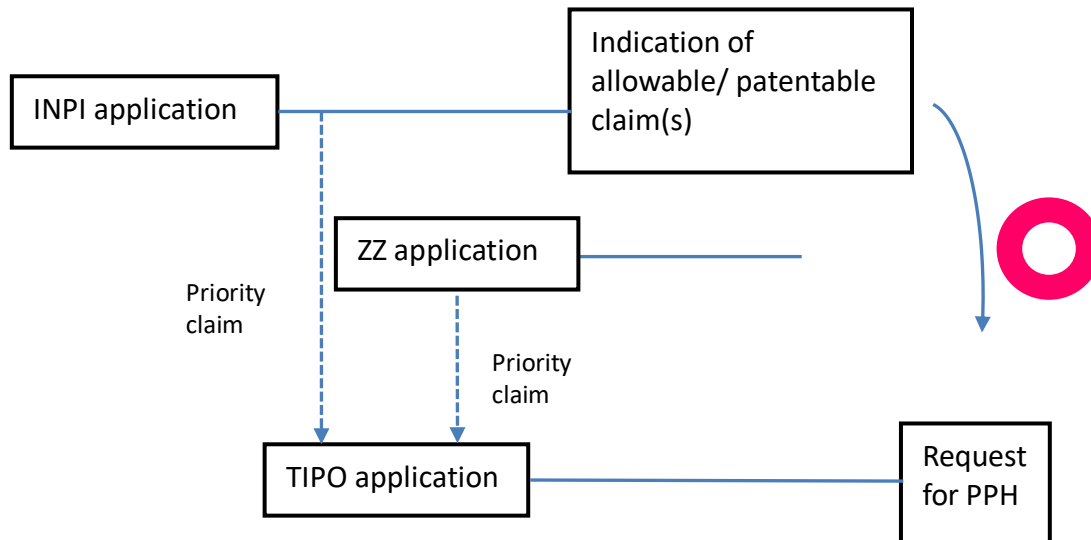 Indication of
allowable/ patentable
claim(s)
INPI application
ZZ application
Priority
claim
Priority
claim
TIPO application
Request
for PPH